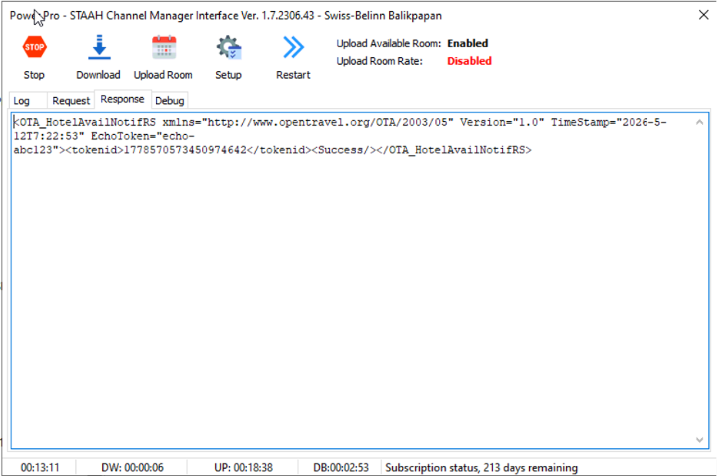 Power Pro - STAAH Channel Manager Interface Ver. 1.7.2306.43 - Swiss-Belinn Balikpapan
STOP
Stop Download Upload Room Setup Restart
Upload Available Room: Enabled
Upload Room Rate: Disabled
Log Request Response Debug
<OTA_HotelAvailNotifRS xmlns="http://www.opentravel.org/OTA/2003/05" Version="1.0" TimeStamp="2026-5-
12T7:22:53" EchoToken="echo-
abc123"><tokenid>1778570573450974642</tokenid><Success/></OTA_HotelAvailNotifRS>
00:13:11 DW: 00:00:06 UP: 00:18:38 DB:00:02:53 Subscription status, 213 days remaining